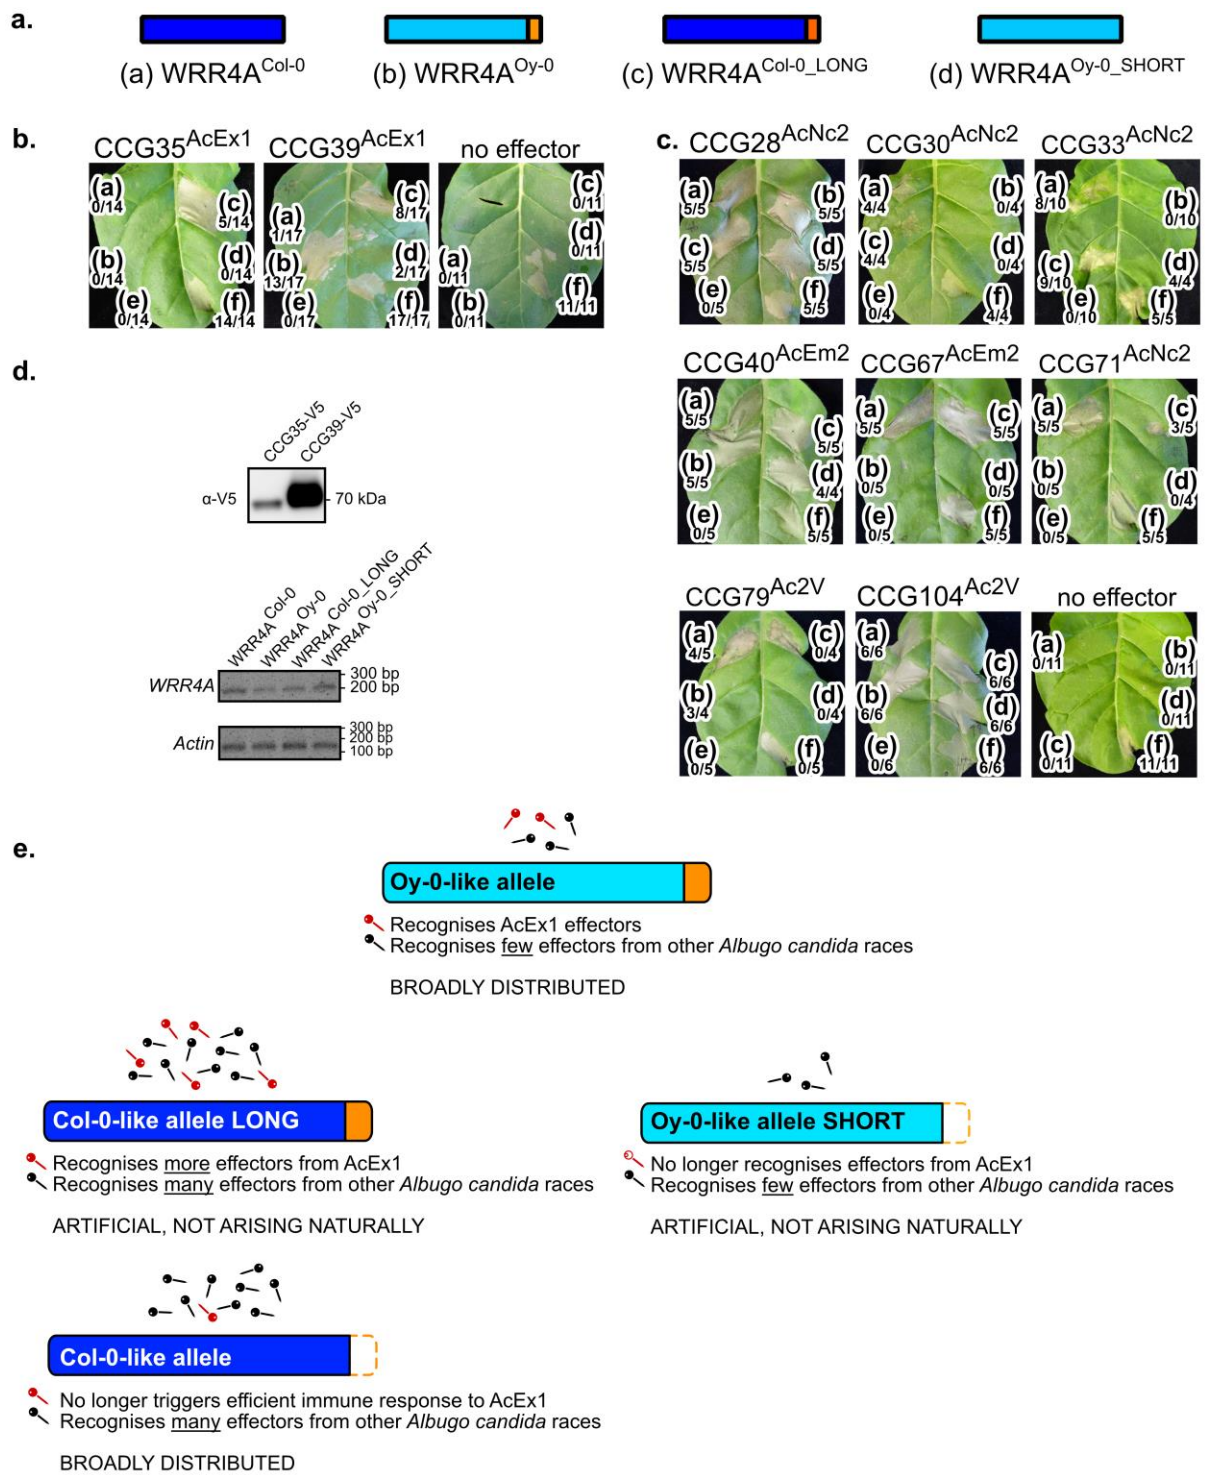 a.
(a) WRR4A^Col-0
(b) WRR4A^Oy-0
(c) WRR4A^Col-0_LONG
(d) WRR4A^Oy-0_SHORT
b.
CCG35^AcEx1
(a)
0/14
(b)
0/14
(e)
0/14
(c)
5/14
(d)
0/14
(f)
14/14
CCG39^AcEx1
(a)
1/17
(b)
13/17
(e)
0/17
(c)
8/17
(d)
2/17
(f)
17/17
no effector
(a)
0/11
(b)
0/11
(c)
0/11
(d)
0/11
(f)
11/11
c.
CCG28^AcNc2
(a)
5/5
(c)
5/5
(e)
0/5
(b)
5/5
(d)
5/5
(f)
5/5
CCG30^AcNc2
(a)
4/4
(c)
4/4
(e)
0/4
(b)
0/4
(d)
0/4
(f)
4/4
CCG33^AcNc2
(a)
8/10
(c)
9/10
(e)
0/10
(b)
0/10
(d)
4/4
(f)
5/5
CCG40^AcEm2
(a)
5/5
(b)
5/5
(e)
0/5
(c)
5/5
(d)
4/4
(f)
5/5
CCG67^AcEm2
(a)
5/5
(b)
0/5
(e)
0/5
(c)
5/5
(d)
0/5
(f)
5/5
CCG71^AcNc2
(a)
5/5
(b)
0/5
(e)
0/5
(c)
3/5
(d)
0/4
(f)
5/5
CCG79^Ac2V
(a)
4/5
(b)
3/4
(e)
0/5
(c)
0/4
(d)
0/4
(f)
0/5
CCG104^Ac2V
(a)
6/6
(b)
6/6
(e)
0/6
(c)
6/6
(d)
6/6
(f)
6/6
no effector
(a)
0/11
(c)
0/11
(b)
0/11
(d)
0/11
(f)
11/11
d.
CCG35-V5
CCG39-V5
α-V5
70 kDa
WRR4A^Col-0
WRR4A^Oy-0
WRR4A^Col-0_LONG
WRR4A^Oy-0_SHORT
WRR4A
300 bp
200 bp
Actin
300 bp
200 bp
100 bp
e.
Oy-0-like allele
Recognises AcEx1 effectors
Recognises few effectors from other Albugo candida races
BROADLY DISTRIBUTED
Col-0-like allele LONG
Recognises more effectors from AcEx1
Recognises many effectors from other Albugo candida races
ARTIFICIAL, NOT ARISING NATURALLY
Oy-0-like allele SHORT
No longer recognises effectors from AcEx1
Recognises few effectors from other Albugo candida races
ARTIFICIAL, NOT ARISING NATURALLY
Col-0-like allele
No longer triggers efficient immune response to AcEx1
Recognises many effectors from other Albugo candida races
BROADLY DISTRIBUTED